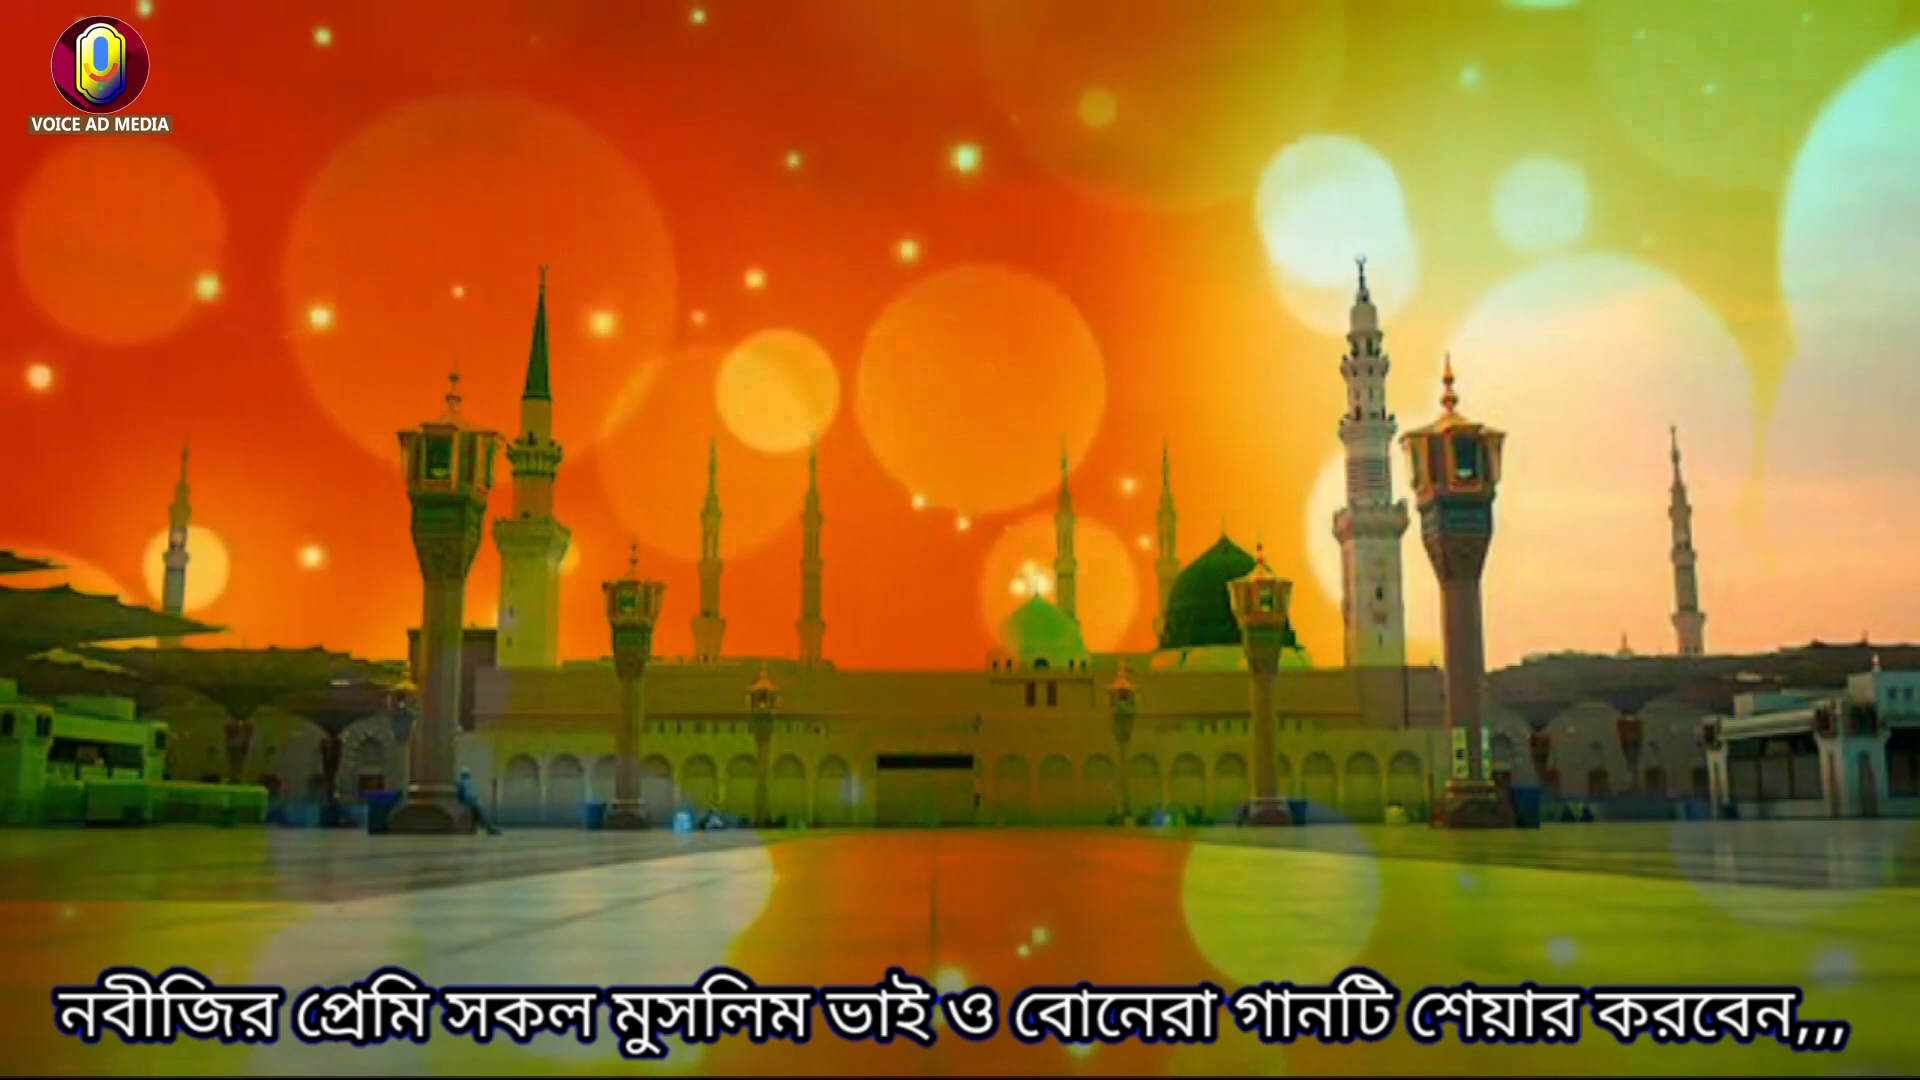 VOICE AD MEDIA
নবীজির প্রেমি সকল মুসলিম ভাই ও বোনেরা গানটি শেয়ার করবেন,,,